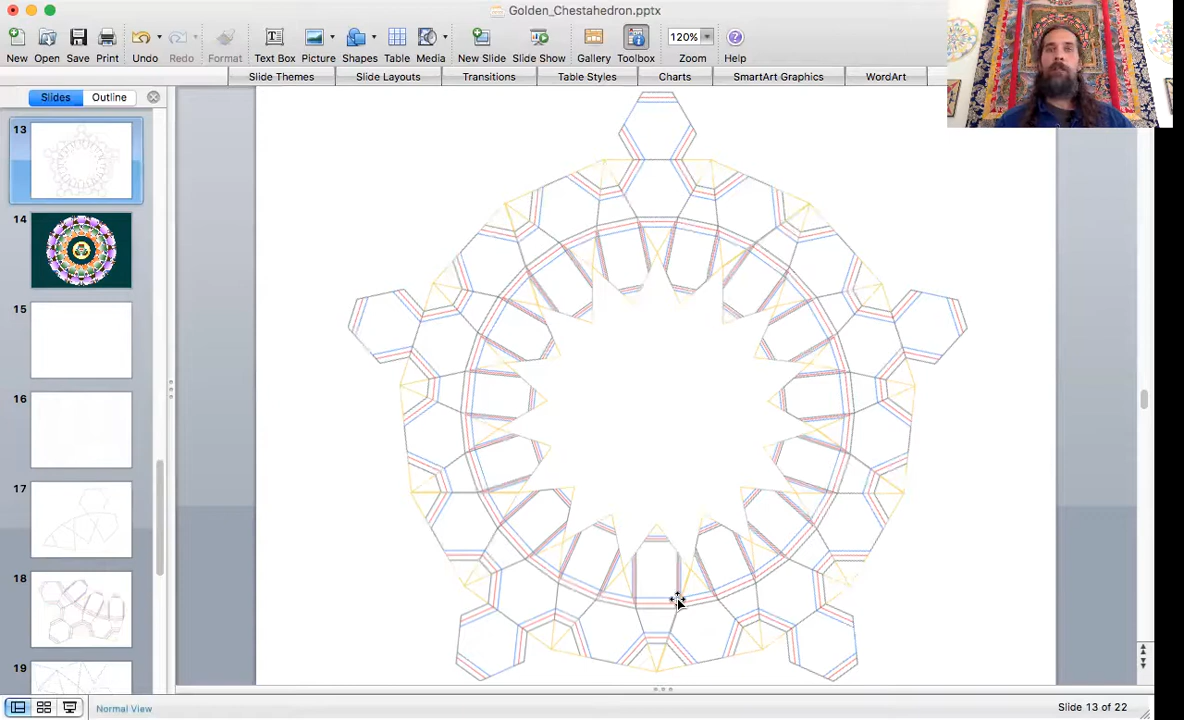 Golden_Chestahedron.pptx
120%
New Open Save Print Undo Redo Format Text Box Picture Shapes Table Media New Slide Slide Show Gallery Toolbox Zoom Help
Slide Themes Slide Layouts Transitions Table Styles Charts SmartArt Graphics WordArt
Slides Outline
13
14
15
16
17
18
19
Normal View Slide 13 of 22